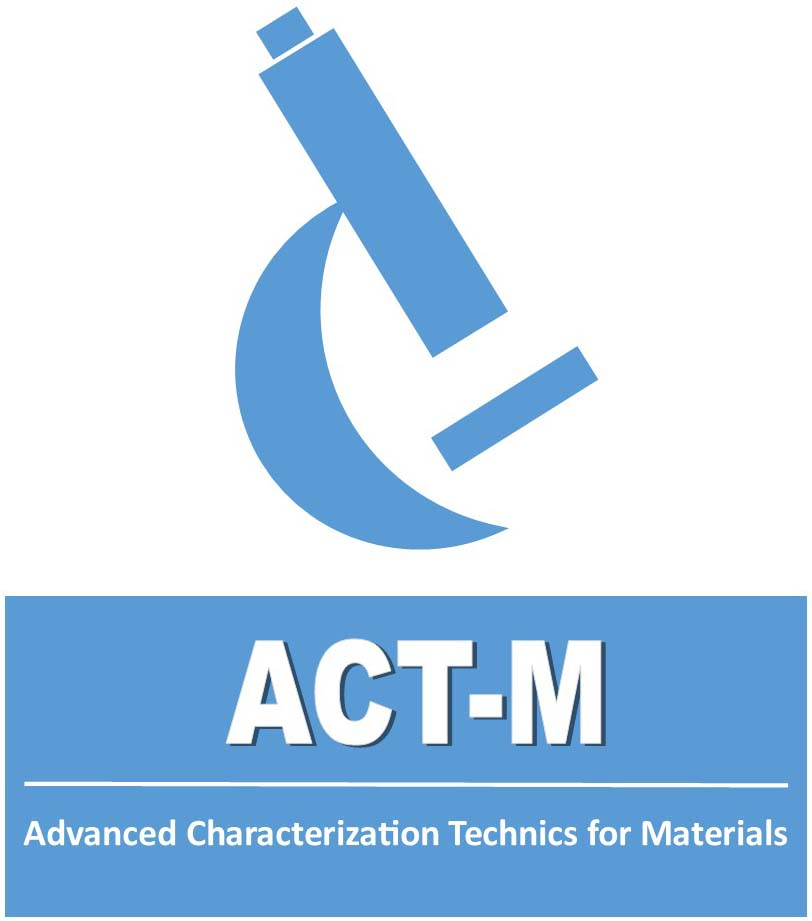 ACT-M
Advanced Characterization Technics for Materials